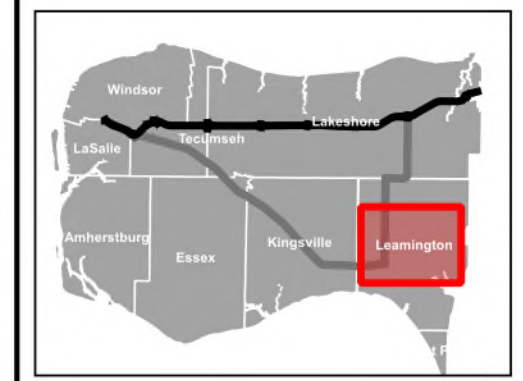 Windsor
Lakeshore
Tecumseh
LaSalle
Amherstburg
Essex
Kingsville
Leamington